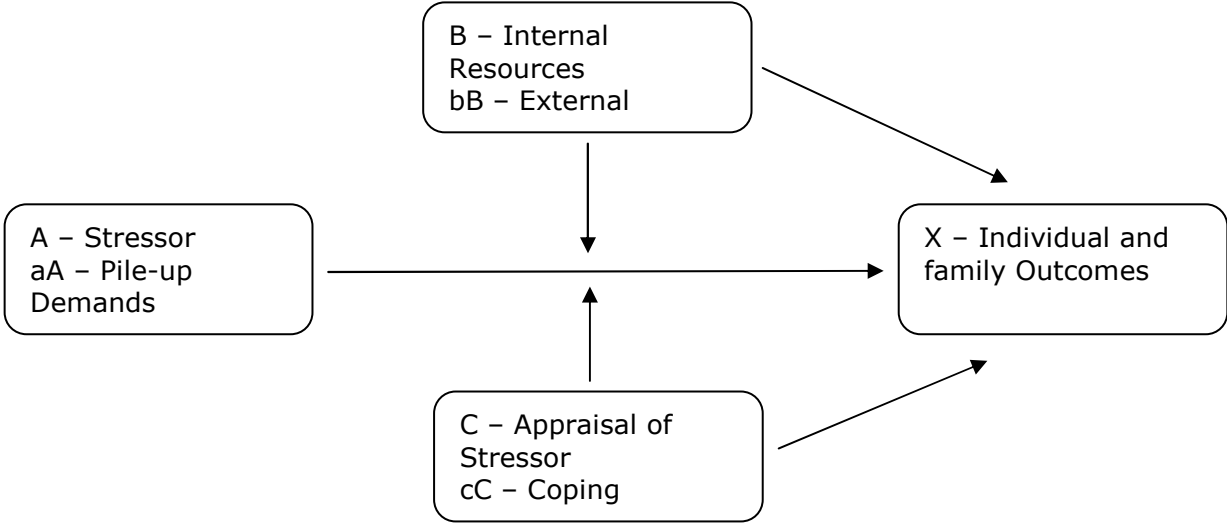 B – Internal
Resources
bB – External
A – Stressor
aA – Pile-up
Demands
X – Individual and
family Outcomes
C – Appraisal of
Stressor
cC – Coping